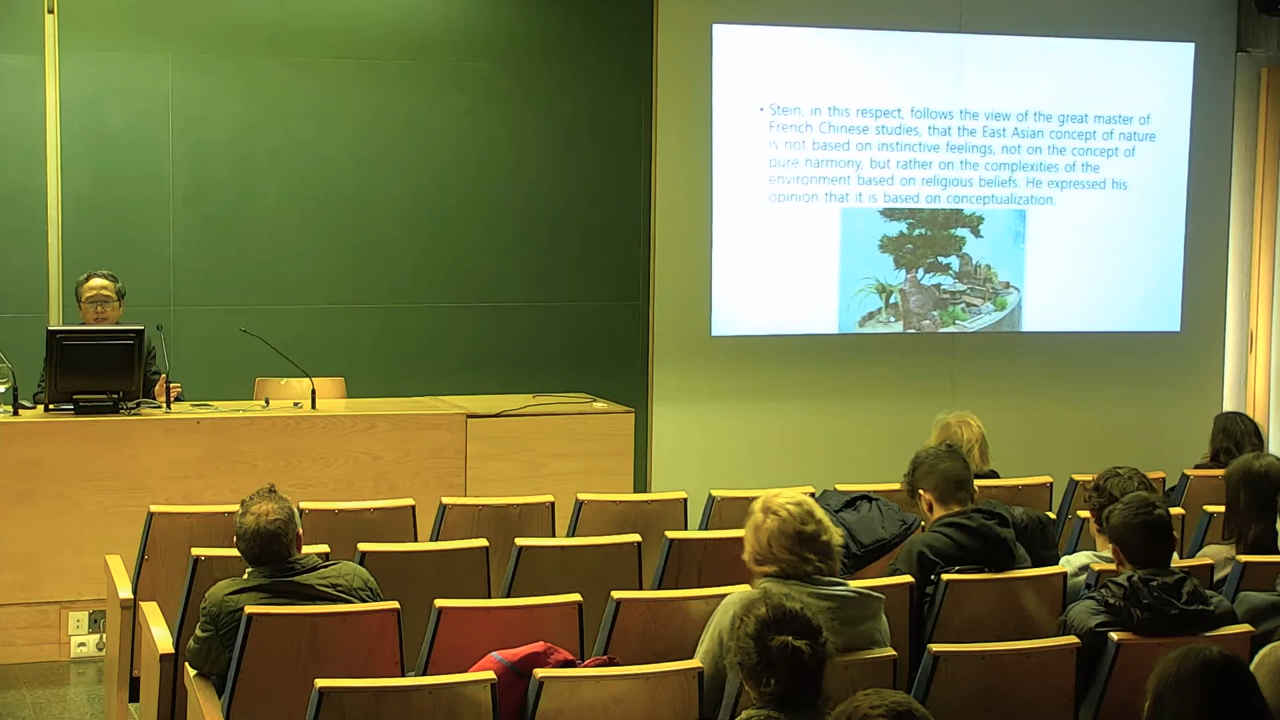 • Stein, in this respect, follows the view of the great master of
French Chinese studies, that the East Asian concept of nature
is not based on instinctive feelings, not on the concept of
pure harmony, but rather on the complexities of the
environment based on religious beliefs. He expressed his
opinion that it is based on conceptualization.